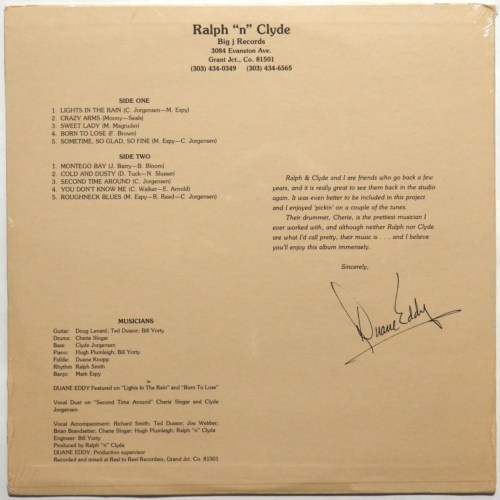 Ralph "n" Clyde
Big j Records
3084 Evanston Ave.
Grant Jct., Co. 81501
(303) 434-0349 (303) 434-6565
SIDE ONE
1. LIGHTS IN THE RAIN (C. Jorgensen—M. Espy)
2. CRAZY ARMS (Mooney—Seals)
3. SWEET LADY (M. Magruder)
4. BORN TO LOSE (F. Brown)
5. SOMETIME, SO GLAD, SO FINE (M. Espy—C. Jorgensen)
SIDE TWO
1. MONTEGO BAY (J. Barry—B. Bloom)
2. COLD AND DUSTY (D. Tuck—N. Slusser)
3. SECOND TIME AROUND (C. Jorgensen)
4. YOU DON'T KNOW ME (C. Walker—E. Arnold)
5. ROUGHNECK BLUES (M. Espy—R. Reed—C. Jorgensen)
Ralph & Clyde and I are friends who go back a few
years, and it is really great to see them back in the studio
again. It was even better to be included in this project
and I enjoyed 'pickin' on a couple of the tunes.
Their drummer, Cherie, is the prettiest musician I
ever worked with, and although neither Ralph nor Clyde
are what I'd call pretty, their music is . . . and I believe
you'll enjoy this album immensely.
Sincerely,
Duane Eddy
MUSICIANS
Guitar: Doug Lenard; Ted Duasor; Bill Yorty
Drums: Cherie Slogar
Bass: Clyde Jorgensen
Piano: Hugh Plumleigh; Bill Yorty
Fiddle: Duane Knopp
Rhythm: Ralph Smith
Banjo: Mark Espy
DUANE EDDY Featured on "Lights In The Rain" and "Born To Lose"
Vocal Duet on "Second Time Around" Cherie Slogar and Clyde
Jorgensen
Vocal Accompaniment: Richard Smith; Ted Duasor; Joe Webber;
Brian Brandsetter; Cherie Slogar; Hugh Plumleigh; Ralph "n" Clyde
Engineer: Bill Yorty
Produced by Ralph "n" Clyde
DUANE EDDY: Production supervisor
Recorded and mixed at Reel to Reel Recorders, Grand Jct. Co. 81501